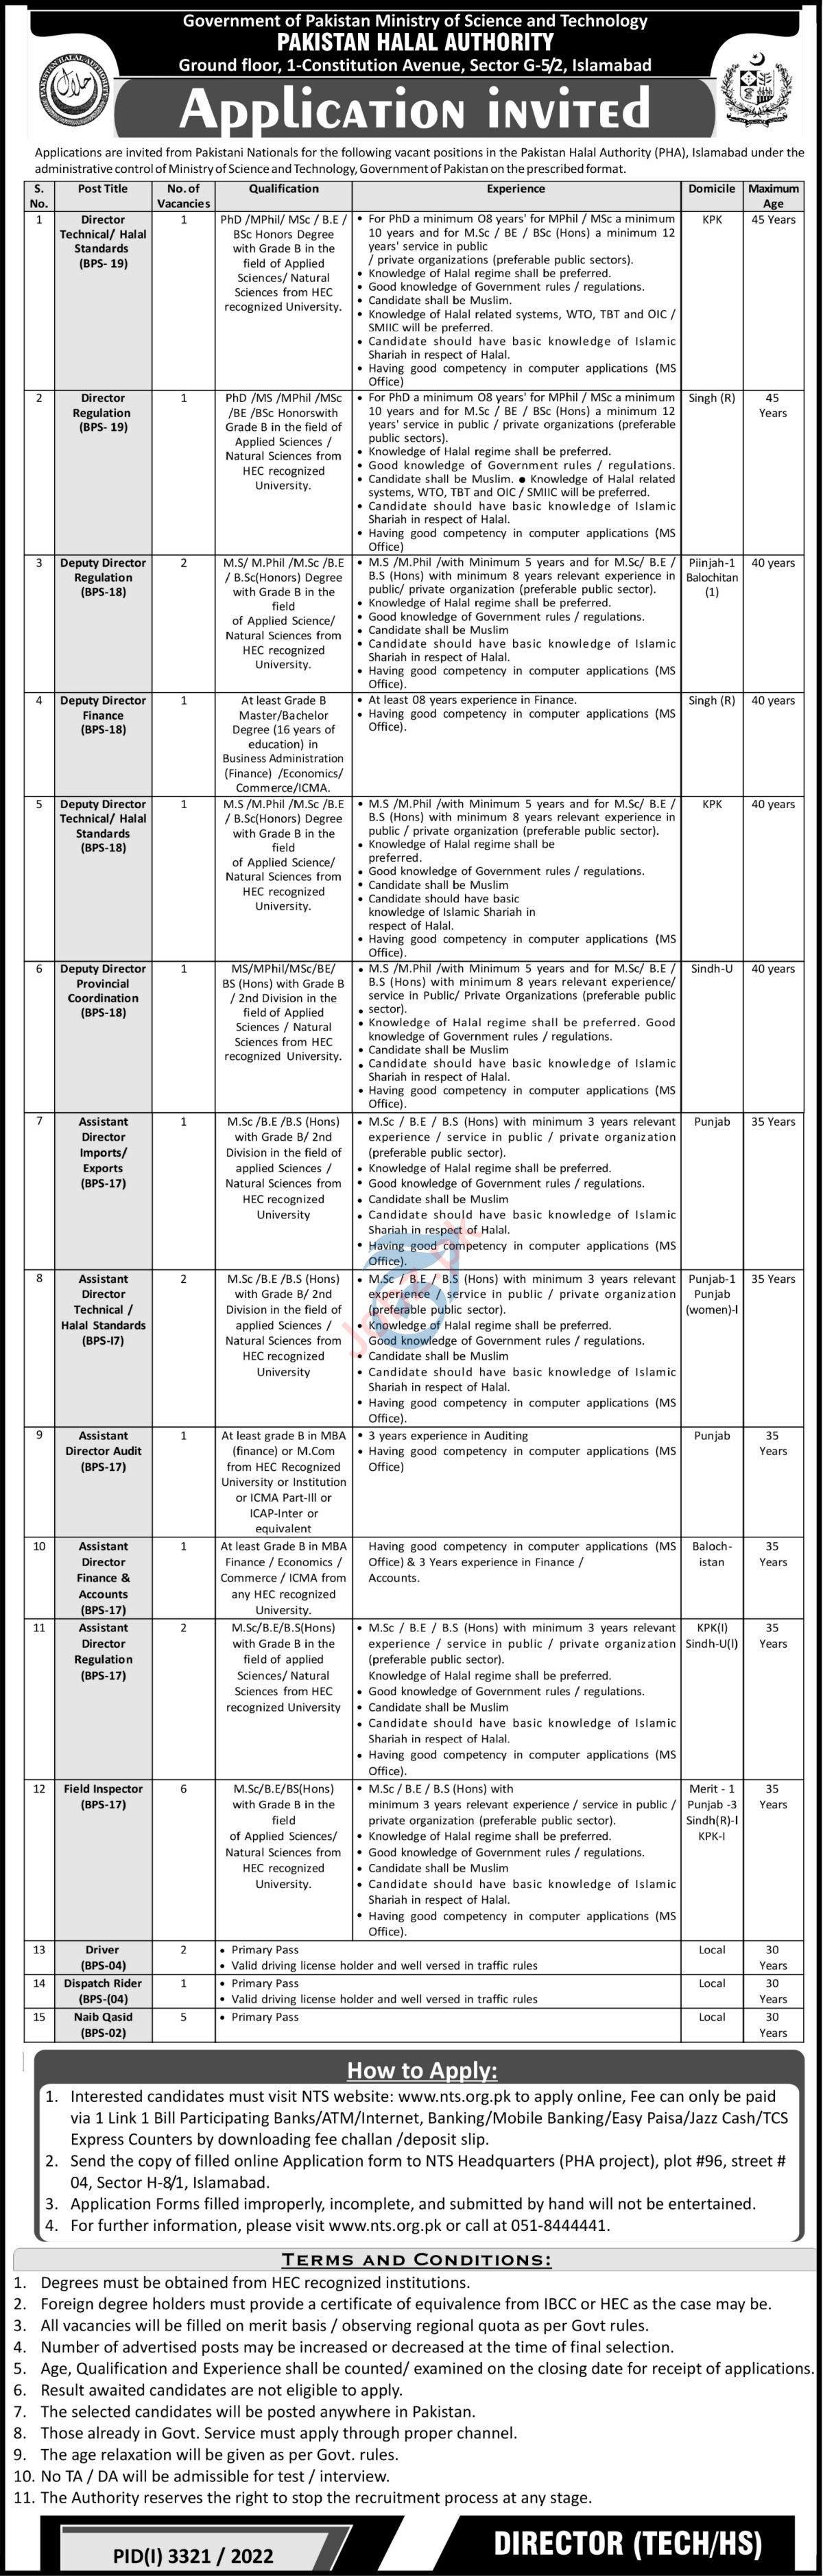 Government of Pakistan Ministry of Science and Technology
PAKISTAN HALAL AUTHORITY
Ground floor, 1-Constitution Avenue, Sector G-5/2, Islamabad
Application invited
Applications are invited from Pakistani Nationals for the following vacant positions in the Pakistan Halal Authority (PHA), Islamabad under the
administrative control of Ministry of Science and Technology, Government of Pakistan on the prescribed format.
S. No. | Post Title | No. of Vacancies | Qualification | Experience | Domicile | Maximum Age
1 | Director Technical/ Halal Standards (BPS- 19) | 1 | PhD /MPhil/ MSc / B.E / BSc Honors Degree with Grade B in the field of Applied Sciences/ Natural Sciences from HEC recognized University. | KPK | 45 Years
• For PhD a minimum O8 years' for MPhil / MSc a minimum
10 years and for M.Sc / BE / BSc (Hons) a minimum 12
years' service in public
/ private organizations (preferable public sectors).
• Knowledge of Halal regime shall be preferred.
• Good knowledge of Government rules / regulations.
• Candidate shall be Muslim.
• Knowledge of Halal related systems, WTO, TBT and OIC /
SMIIC will be preferred.
• Candidate should have basic knowledge of Islamic
Shariah in respect of Halal.
• Having good competency in computer applications (MS
Office)
2 | Director Regulation (BPS- 19) | 1 | PhD /MS /MPhil /MSc /BE /BSc Honorswith Grade B in the field of Applied Sciences / Natural Sciences from HEC recognized University. | Singh (R) | 45 Years
• For PhD a minimum O8 years' for MPhil / MSc a minimum
10 years and for M.Sc / BE / BSc (Hons) a minimum 12
years' service in public / private organizations (preferable
public sectors).
• Knowledge of Halal regime shall be preferred.
• Good knowledge of Government rules / regulations.
• Candidate shall be Muslim. ● Knowledge of Halal related
systems, WTO, TBT and OIC / SMIIC will be preferred.
• Candidate should have basic knowledge of Islamic
Shariah in respect of Halal.
• Having good competency in computer applications (MS
Office)
3 | Deputy Director Regulation (BPS-18) | 2 | M.S/ M.Phil /M.Sc /B.E / B.Sc(Honors) Degree with Grade B in the field of Applied Science/ Natural Sciences from HEC recognized University. | Piinjah-1 Balochitan (1) | 40 years
• M.S /M.Phil /with Minimum 5 years and for M.Sc/ B.E /
B.S (Hons) with minimum 8 years relevant experience in
public/ private organization (preferable public sector).
• Knowledge of Halal regime shall be preferred.
• Good knowledge of Government rules / regulations.
• Candidate shall be Muslim
• Candidate should have basic knowledge of Islamic
Shariah in respect of Halal.
• Having good competency in computer applications (MS
Office).
4 | Deputy Director Finance (BPS-18) | 1 | At least Grade B Master/Bachelor Degree (16 years of education) in Business Administration (Finance) /Economics/ Commerce/ICMA. | Singh (R) | 40 years
• At least 08 years experience in Finance.
• Having good competency in computer applications (MS
Office).
5 | Deputy Director Technical/ Halal Standards (BPS-18) | 1 | M.S /M.Phil /M.Sc /B.E / B.Sc(Honors) Degree with Grade B in the field of Applied Science/ Natural Sciences from HEC recognized University. | KPK | 40 years
• M.S /M.Phil /with Minimum 5 years and for M.Sc/ B.E /
B.S (Hons) with minimum 8 years relevant experience in
public / private organization (preferable public sector).
• Knowledge of Halal regime shall be
preferred.
• Good knowledge of Government rules / regulations.
• Candidate shall be Muslim
• Candidate should have basic
knowledge of Islamic Shariah in
respect of Halal.
• Having good competency in computer applications (MS
Office).
6 | Deputy Director Provincial Coordination (BPS-18) | 1 | MS/MPhil/MSc/BE/ BS (Hons) with Grade B / 2nd Division in the field of Applied Sciences / Natural Sciences from HEC recognized University. | Sindh-U | 40 years
• M.S /M.Phil /with Minimum 5 years and for M.Sc/ B.E /
B.S (Hons) with minimum 8 years relevant experience/
service in Public/ Private Organizations (preferable public
• sector).
• Knowledge of Halal regime shall be preferred. Good
knowledge of Government rules / regulations.
• Candidate shall be Muslim
• Candidate should have basic knowledge of Islamic
Shariah in respect of Halal.
• Having good competency in computer applications (MS
Office).
7 | Assistant Director Imports/ Exports (BPS-17) | 1 | M.Sc /B.E /B.S (Hons) with Grade B/ 2nd Division in the field of applied Sciences / Natural Sciences from HEC recognized University | Punjab | 35 Years
• M.Sc / B.E / B.S (Hons) with minimum 3 years relevant
experience / service in public / private organization
(preferable public sector).
• Knowledge of Halal regime shall be preferred.
• Good knowledge of Government rules / regulations.
• Candidate shall be Muslim
• Candidate should have basic knowledge of Islamic
Shariah in respect of Halal.
• Having good competency in computer applications (MS
Office).
8 | Assistant Director Technical / Halal Standards (BPS-I7) | 2 | M.Sc /B.E /B.S (Hons) with Grade B/ 2nd Division in the field of applied Sciences / Natural Sciences from HEC recognized University | Punjab-1 Punjab (women)-I | 35 Years
• M.Sc / B.E / B.S (Hons) with minimum 3 years relevant
experience / service in public / private organization
(preferable public sector).
• Knowledge of Halal regime shall be preferred.
Good knowledge of Government rules / regulations.
• Candidate shall be Muslim
• Candidate should have basic knowledge of Islamic
Shariah in respect of Halal.
• Having good competency in computer applications (MS
Office).
9 | Assistant Director Audit (BPS-17) | 1 | At least grade B in MBA (finance) or M.Com from HEC Recognized University or Institution or ICMA Part-Ill or ICAP-Inter or equivalent | Punjab | 35 Years
• 3 years experience in Auditing
• Having good competency in computer applications (MS
Office)
10 | Assistant Director Finance & Accounts (BPS-17) | 1 | At least Grade B in MBA Finance / Economics / Commerce / ICMA from any HEC recognized University. | Baloch-istan | 35 Years
Having good competency in computer applications (MS
Office) & 3 Years experience in Finance /
Accounts.
11 | Assistant Director Regulation (BPS-17) | 2 | M.Sc/B.E/B.S(Hons) with Grade B in the field of applied Sciences/ Natural Sciences from HEC recognized University | KPK(I) Sindh-U(I) | 35 Years
• M.Sc / B.E / B.S (Hons) with minimum 3 years relevant
experience / service in public / private organization
(preferable public sector).
Knowledge of Halal regime shall be preferred.
• Good knowledge of Government rules / regulations.
• Candidate shall be Muslim
• Candidate should have basic knowledge of Islamic
Shariah in respect of Halal.
• Having good competency in computer applications (MS
Office).
12 | Field Inspector (BPS-17) | 6 | M.Sc/B.E/BS(Hons) with Grade B in the field of Applied Sciences/ Natural Sciences from HEC recognized University. | Merit - 1 Punjab -3 Sindh(R)-I KPK-I | 35 Years
• M.Sc / B.E / B.S (Hons) with
minimum 3 years relevant experience / service in public /
private organization (preferable public sector).
• Knowledge of Halal regime shall be preferred.
• Good knowledge of Government rules / regulations.
• Candidate shall be Muslim
• Candidate should have basic knowledge of Islamic
Shariah in respect of Halal.
• Having good competency in computer applications (MS
Office).
13 | Driver (BPS-04) | 2 | • Primary Pass • Valid driving license holder and well versed in traffic rules | Local | 30 Years
14 | Dispatch Rider (BPS-(04) | 1 | • Primary Pass • Valid driving license holder and well versed in traffic rules | Local | 30 Years
15 | Naib Qasid (BPS-02) | 5 | • Primary Pass | Local | 30 Years
How to Apply:
1. Interested candidates must visit NTS website: www.nts.org.pk to apply online, Fee can only be paid
via 1 Link 1 Bill Participating Banks/ATM/Internet, Banking/Mobile Banking/Easy Paisa/Jazz Cash/TCS
Express Counters by downloading fee challan /deposit slip.
2. Send the copy of filled online Application form to NTS Headquarters (PHA project), plot #96, street #
04, Sector H-8/1, Islamabad.
3. Application Forms filled improperly, incomplete, and submitted by hand will not be entertained.
4. For further information, please visit www.nts.org.pk or call at 051-8444441.
Terms and Conditions:
1. Degrees must be obtained from HEC recognized institutions.
2. Foreign degree holders must provide a certificate of equivalence from IBCC or HEC as the case may be.
3. All vacancies will be filled on merit basis / observing regional quota as per Govt rules.
4. Number of advertised posts may be increased or decreased at the time of final selection.
5. Age, Qualification and Experience shall be counted/ examined on the closing date for receipt of applications.
6. Result awaited candidates are not eligible to apply.
7. The selected candidates will be posted anywhere in Pakistan.
8. Those already in Govt. Service must apply through proper channel.
9. The age relaxation will be given as per Govt. rules.
10. No TA / DA will be admissible for test / interview.
11. The Authority reserves the right to stop the recruitment process at any stage.
PID(I) 3321 / 2022
DIRECTOR (TECH/HS)